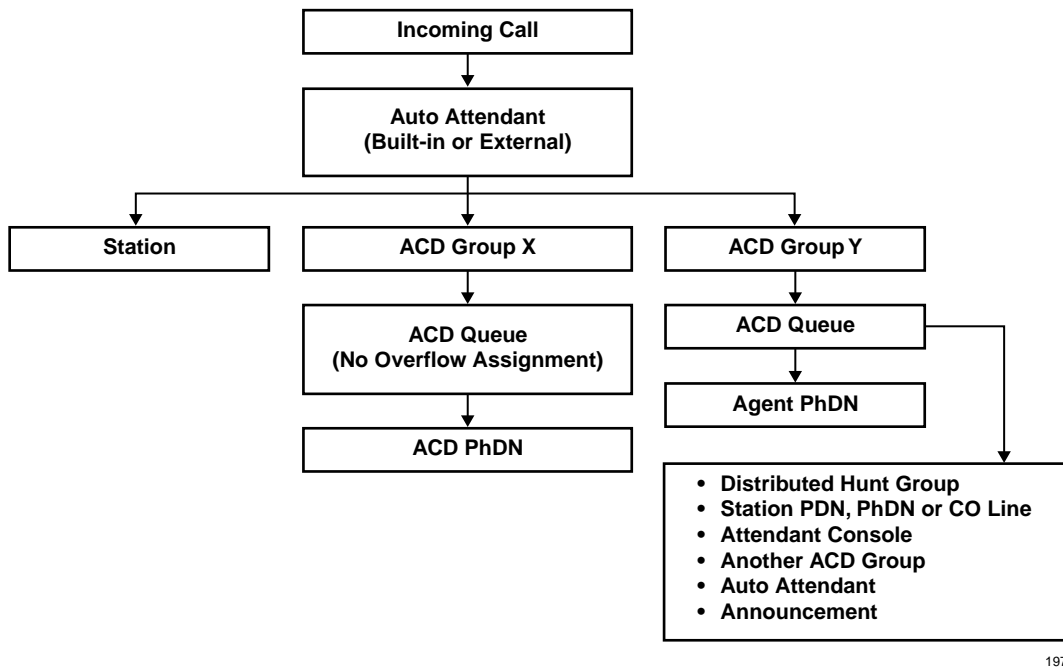 Incoming Call
Auto Attendant
(Built-in or External)
Station
ACD Group X
ACD Group Y
ACD Queue
(No Overflow Assignment)
ACD Queue
Agent PhDN
ACD PhDN
• Distributed Hunt Group
• Station PDN, PhDN or CO Line
• Attendant Console
• Another ACD Group
• Auto Attendant
• Announcement